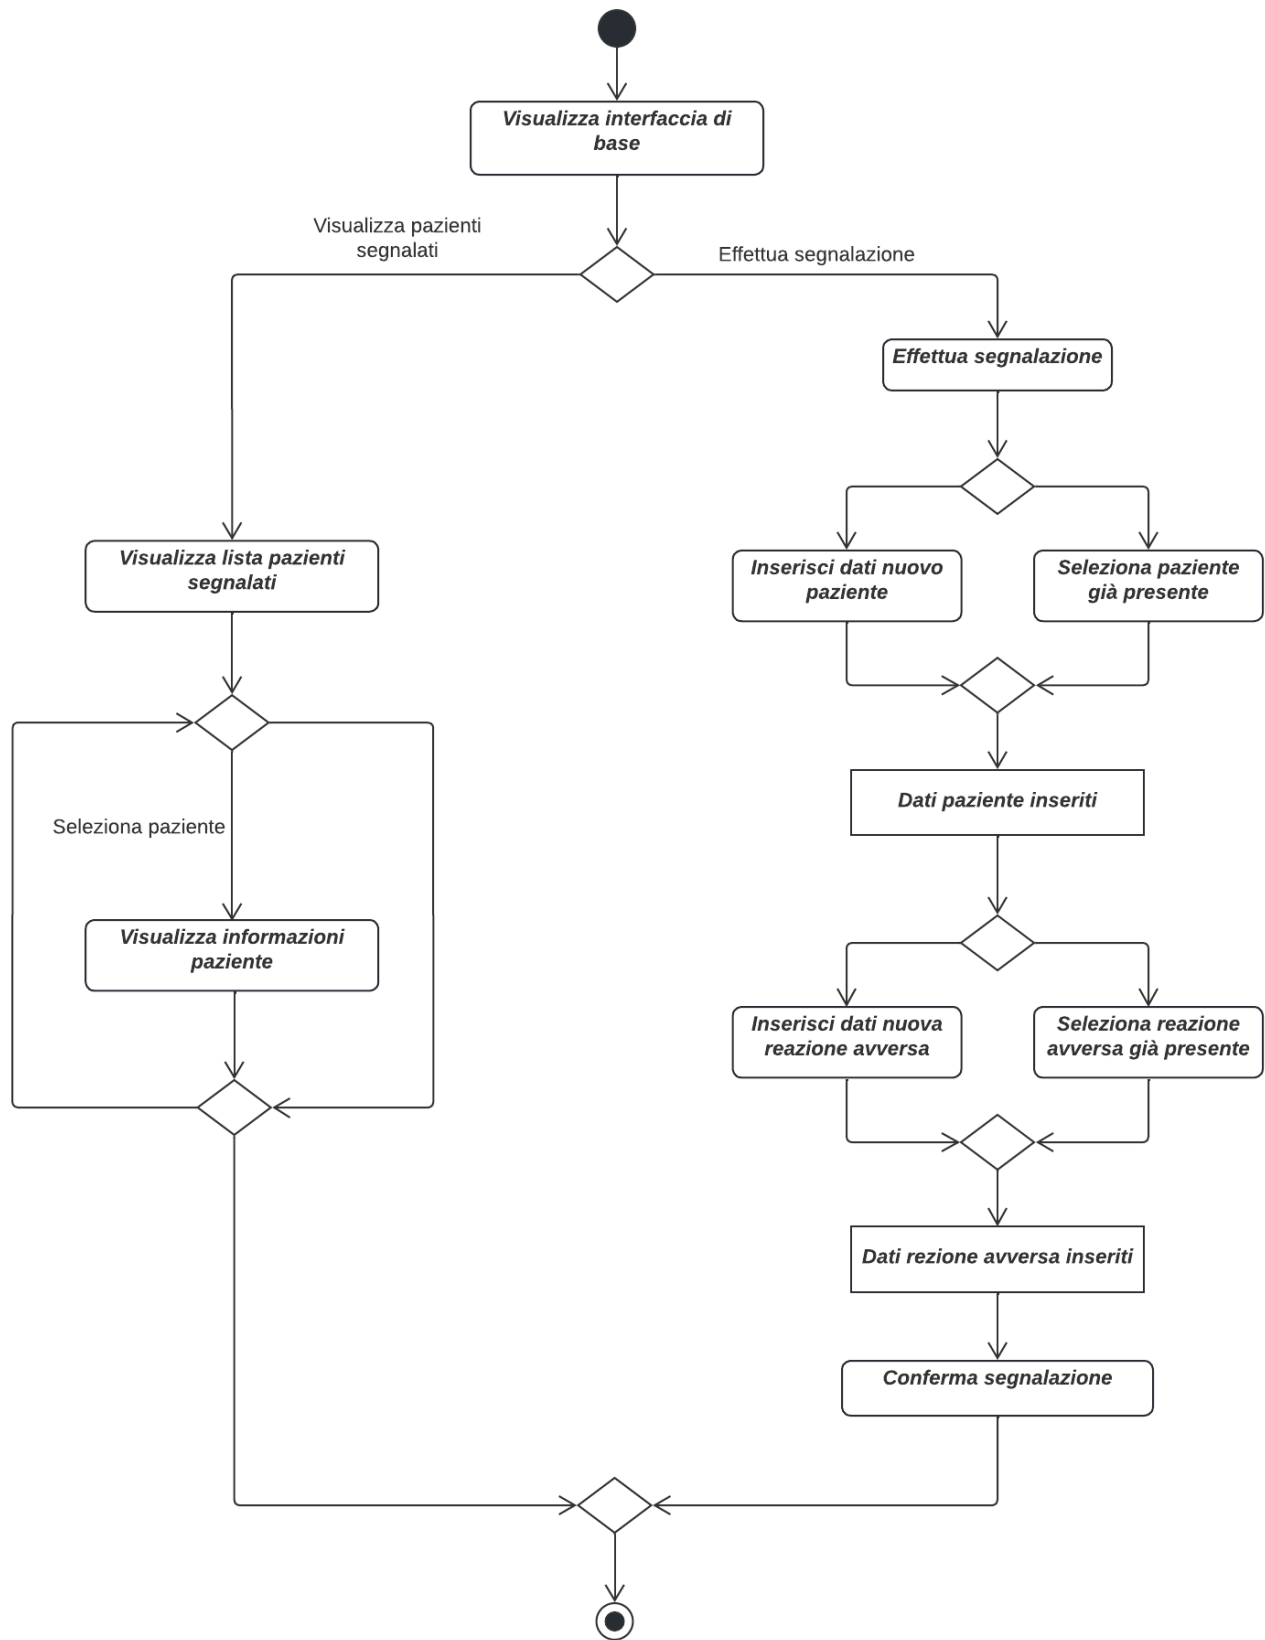 Visualizza interfaccia di
base
Visualizza pazienti
segnalati
Effettua segnalazione
Effettua segnalazione
Visualizza lista pazienti
segnalati
Inserisci dati nuovo
paziente
Seleziona paziente
già presente
Seleziona paziente
Dati paziente inseriti
Visualizza informazioni
paziente
Inserisci dati nuova
reazione avversa
Seleziona reazione
avversa già presente
Dati rezione avversa inseriti
Conferma segnalazione